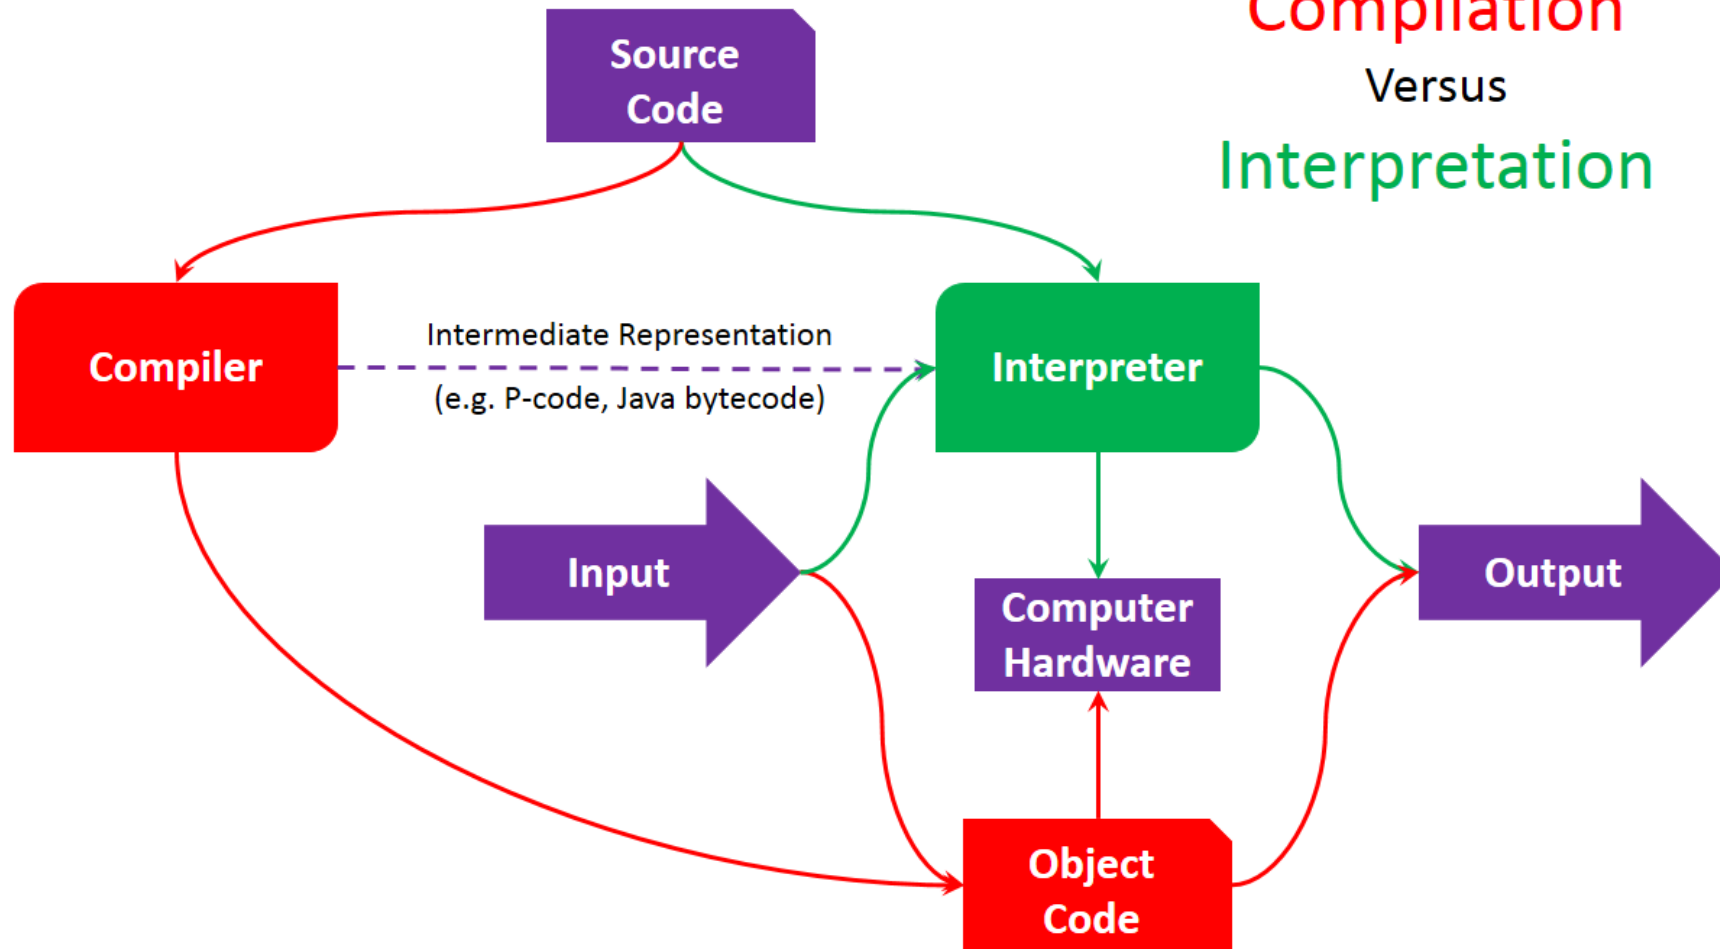 Compilation
Versus
Interpretation
Source
Code
Compiler
Intermediate Representation
(e.g. P-code, Java bytecode)
Interpreter
Input
Computer
Hardware
Output
Object
Code